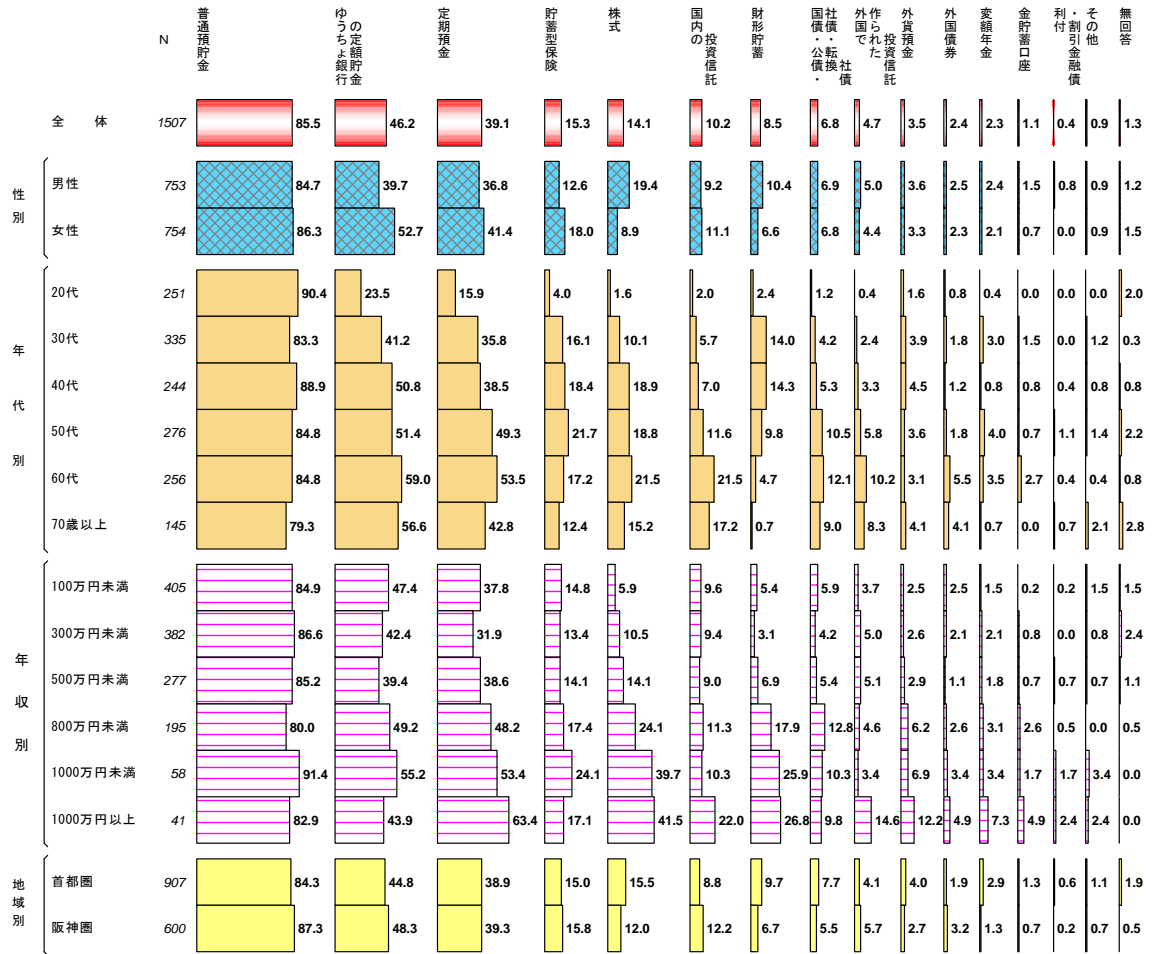 N 普通預貯金 ゆうちょ銀行の定額貯金 定期預金 貯蓄型保険 株式 国内の投資信託 財形貯蓄 国債・公債・社債・転換社債 外国で作られた投資信託 外貨預金 外国債券 変額年金 金貯蓄口座 利付・割引金融債 その他 無回答
全体 1507 85.5 46.2 39.1 15.3 14.1 10.2 8.5 6.8 4.7 3.5 2.4 2.3 1.1 0.4 0.9 1.3
性別
男性 753 84.7 39.7 36.8 12.6 19.4 9.2 10.4 6.9 5.0 3.6 2.5 2.4 1.5 0.8 0.9 1.2
女性 754 86.3 52.7 41.4 18.0 8.9 11.1 6.6 6.8 4.4 3.3 2.3 2.1 0.7 0.0 0.9 1.5
年代別
20代 251 90.4 23.5 15.9 4.0 1.6 2.0 2.4 1.2 0.4 1.6 0.8 0.4 0.0 0.0 0.0 2.0
30代 335 83.3 41.2 35.8 16.1 10.1 5.7 14.0 4.2 2.4 3.9 1.8 3.0 1.5 0.0 1.2 0.3
40代 244 88.9 50.8 38.5 18.4 18.9 7.0 14.3 5.3 3.3 4.5 1.2 0.8 0.8 0.4 0.8 0.8
50代 276 84.8 51.4 49.3 21.7 18.8 11.6 9.8 10.5 5.8 3.6 1.8 4.0 0.7 1.1 1.4 2.2
60代 256 84.8 59.0 53.5 17.2 21.5 21.5 4.7 12.1 10.2 3.1 5.5 3.5 2.7 0.4 0.4 0.8
70歳以上 145 79.3 56.6 42.8 12.4 15.2 17.2 0.7 9.0 8.3 4.1 4.1 0.7 0.0 0.7 2.1 2.8
年収別
100万円未満 405 84.9 47.4 37.8 14.8 5.9 9.6 5.4 5.9 3.7 2.5 2.5 1.5 0.2 0.2 1.5 1.5
300万円未満 382 86.6 42.4 31.9 13.4 10.5 9.4 3.1 4.2 5.0 2.6 2.1 2.1 0.8 0.0 0.8 2.4
500万円未満 277 85.2 39.4 38.6 14.1 14.1 9.0 6.9 5.4 5.1 2.9 1.1 1.8 0.7 0.7 0.7 1.1
800万円未満 195 80.0 49.2 48.2 17.4 24.1 11.3 17.9 12.8 4.6 6.2 2.6 3.1 2.6 0.5 0.0 0.5
1000万円未満 58 91.4 55.2 53.4 24.1 39.7 10.3 25.9 10.3 3.4 6.9 3.4 3.4 1.7 1.7 3.4 0.0
1000万円以上 41 82.9 43.9 63.4 17.1 41.5 22.0 26.8 9.8 14.6 12.2 4.9 7.3 4.9 2.4 2.4 0.0
地域別
首都圏 907 84.3 44.8 38.9 15.0 15.5 8.8 9.7 7.7 4.1 4.0 1.9 2.9 1.3 0.6 1.1 1.9
阪神圏 600 87.3 48.3 39.3 15.8 12.0 12.2 6.7 5.5 5.7 2.7 3.2 1.3 0.7 0.2 0.7 0.5